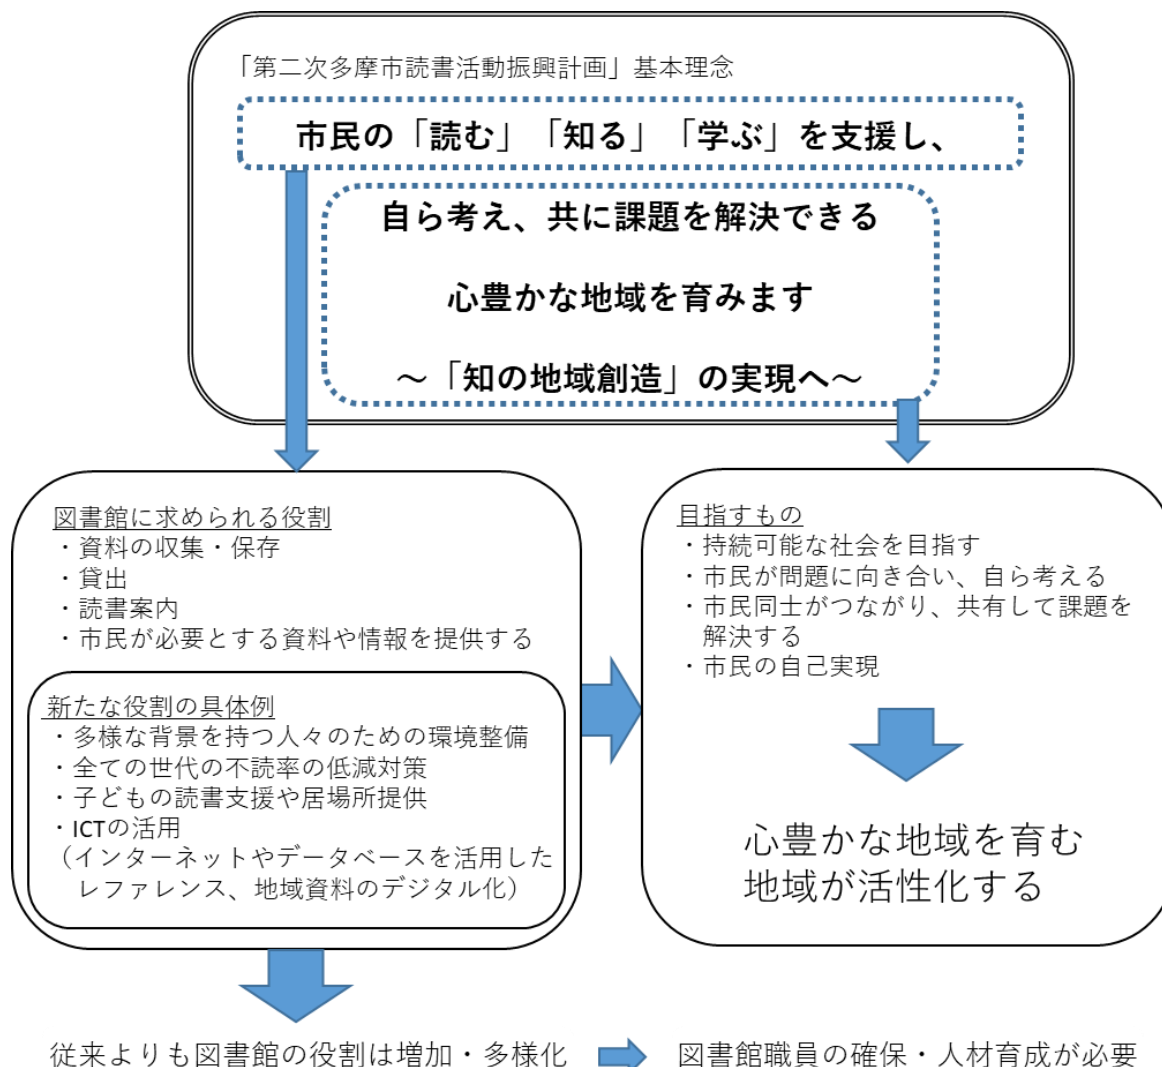 「第二次多摩市読書活動振興計画」基本理念
市民の「読む」「知る」「学ぶ」を支援し、
自ら考え、共に課題を解決できる
心豊かな地域を育みます
～「知の地域創造」の実現へ～
図書館に求められる役割
・資料の収集・保存
・貸出
・読書案内
・市民が必要とする資料や情報を提供する
新たな役割の具体例
・多様な背景を持つ人々のための環境整備
・全ての世代の不読率の低減対策
・子どもの読書支援や居場所提供
・ICTの活用
（インターネットやデータベースを活用した
レファレンス、地域資料のデジタル化）
目指すもの
・持続可能な社会を目指す
・市民が問題に向き合い、自ら考える
・市民同士がつながり、共有して課題を
解決する
・市民の自己実現
心豊かな地域を育む
地域が活性化する
従来よりも図書館の役割は増加・多様化
図書館職員の確保・人材育成が必要